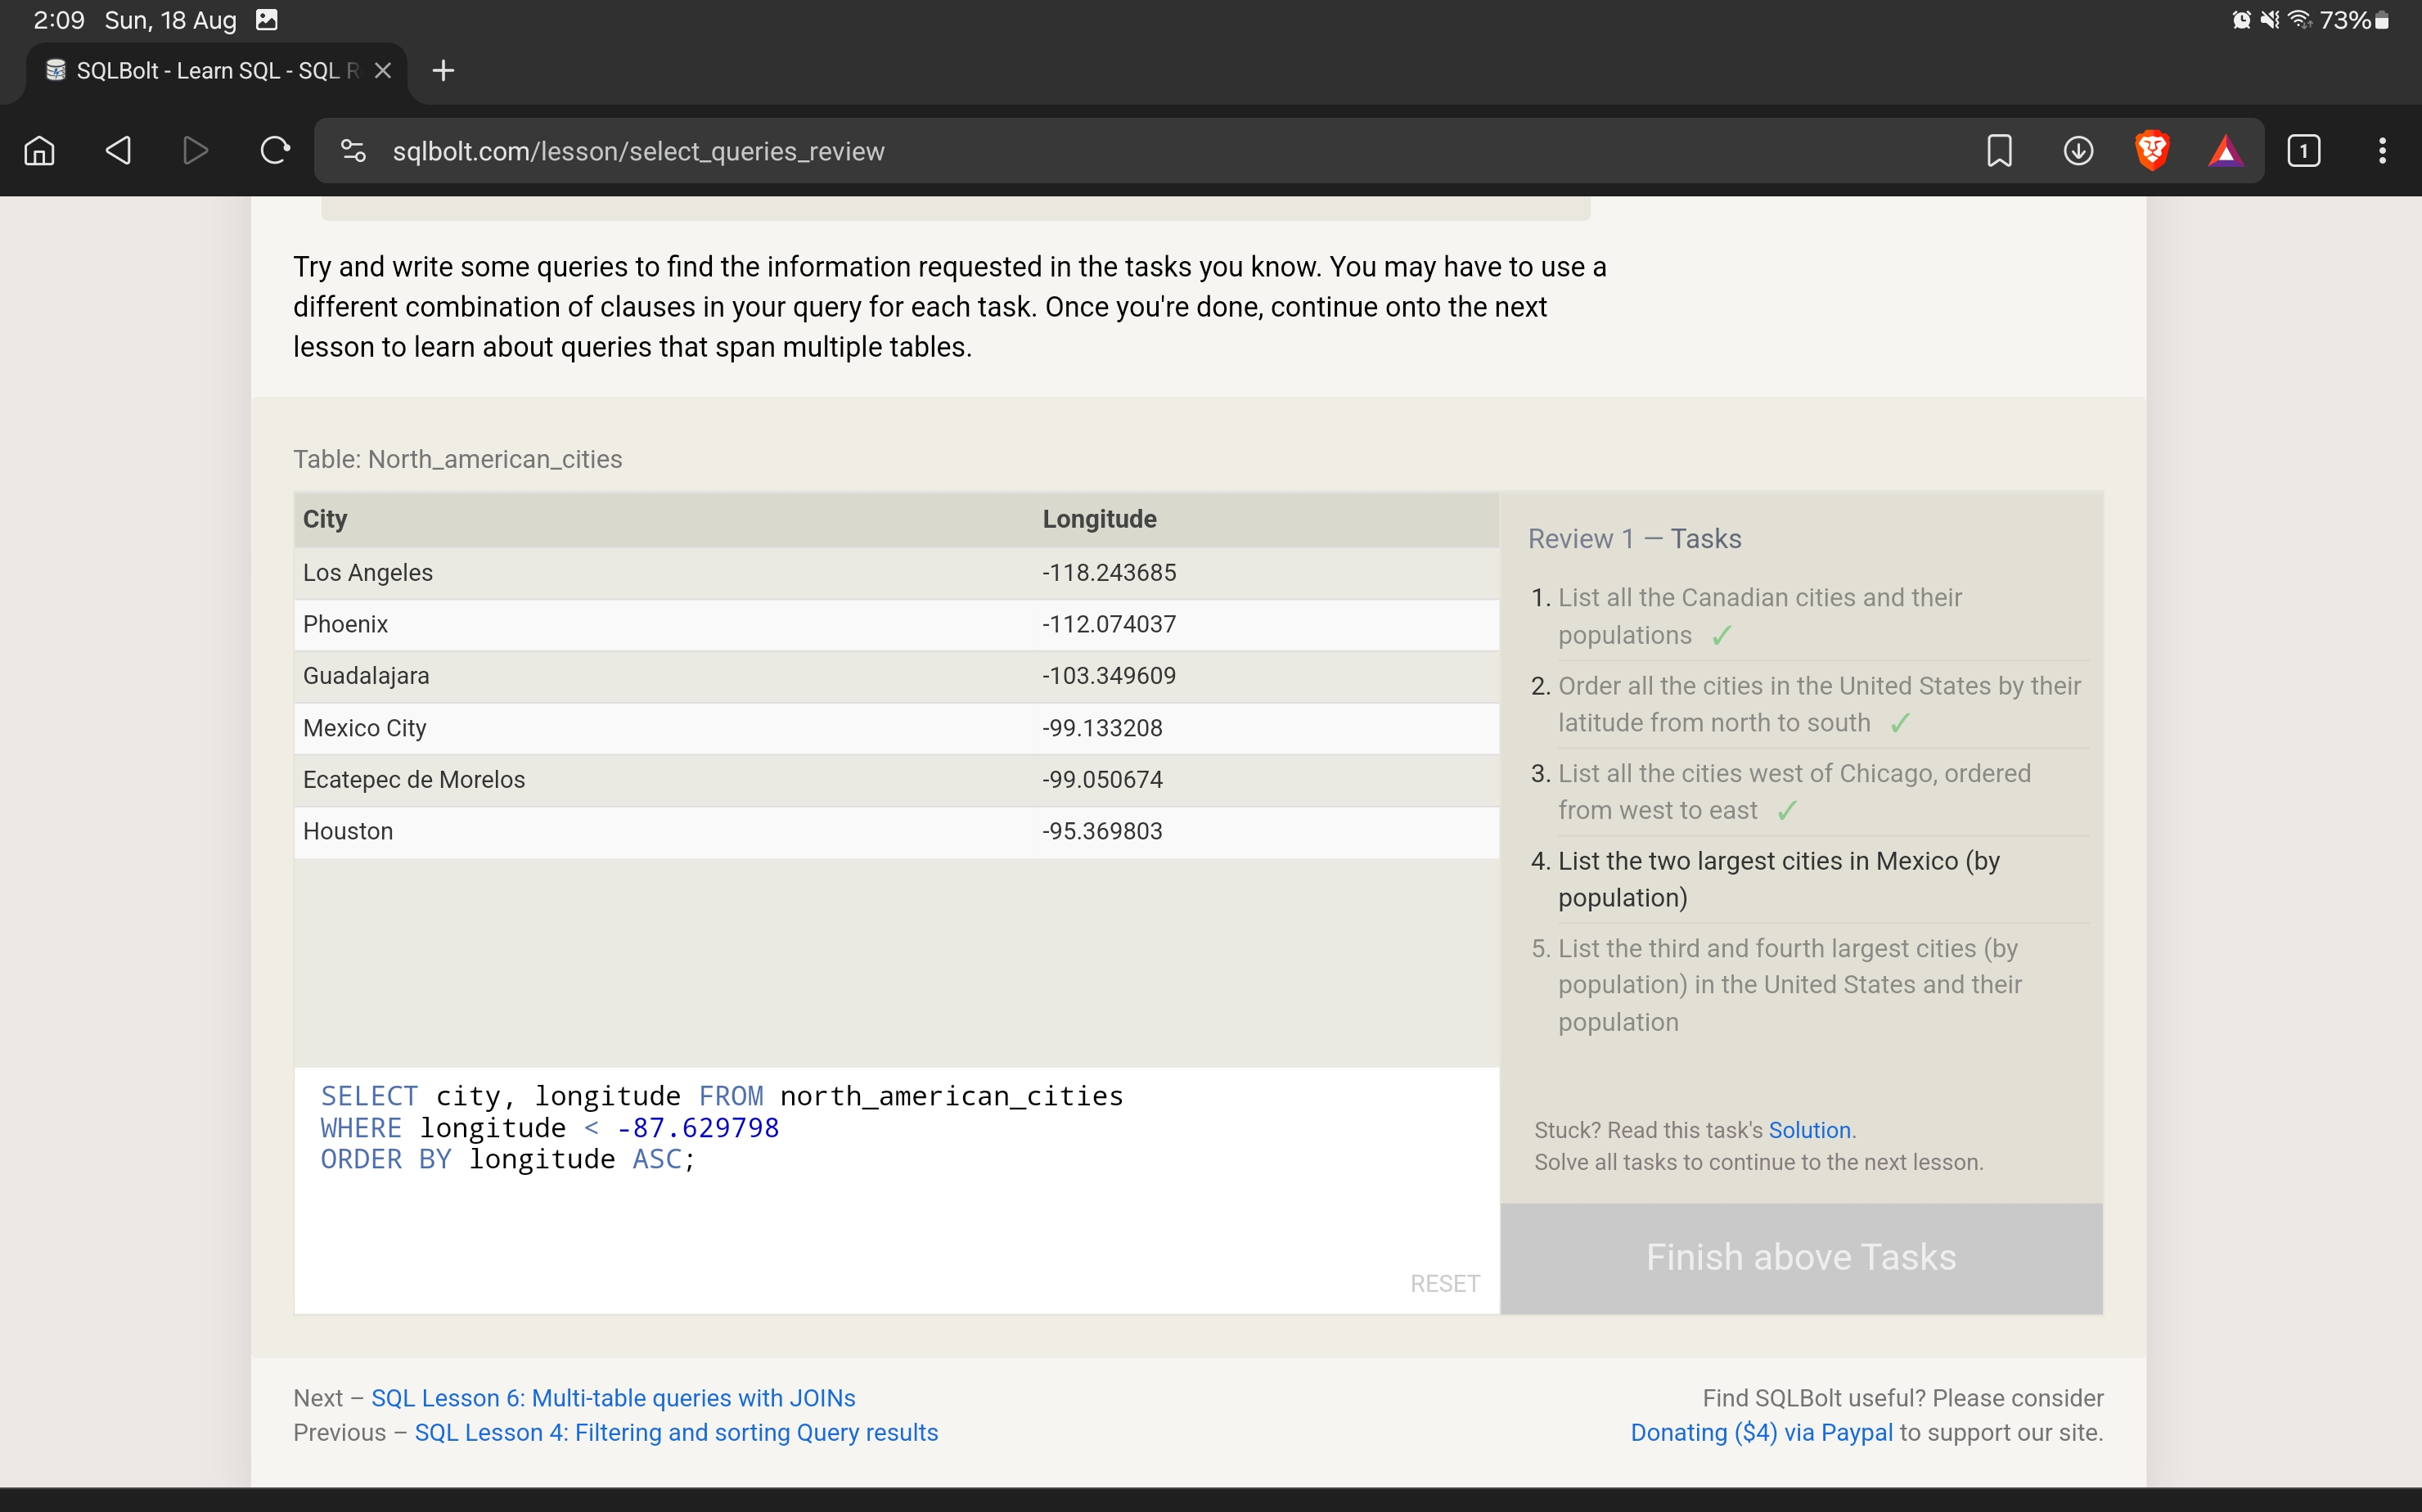 2:09 Sun, 18 Aug 73%
SQLBolt - Learn SQL - SQL R
sqlbolt.com/lesson/select_queries_review 1
Try and write some queries to find the information requested in the tasks you know. You may have to use a
different combination of clauses in your query for each task. Once you're done, continue onto the next
lesson to learn about queries that span multiple tables.
Table: North_american_cities
City Longitude
Los Angeles -118.243685
Phoenix -112.074037
Guadalajara -103.349609
Mexico City -99.133208
Ecatepec de Morelos -99.050674
Houston -95.369803
SELECT city, longitude FROM north_american_cities
WHERE longitude < -87.629798
ORDER BY longitude ASC;
RESET
Review 1 — Tasks
1. List all the Canadian cities and their
populations ✓
2. Order all the cities in the United States by their
latitude from north to south ✓
3. List all the cities west of Chicago, ordered
from west to east ✓
4. List the two largest cities in Mexico (by
population)
5. List the third and fourth largest cities (by
population) in the United States and their
population
Stuck? Read this task's Solution.
Solve all tasks to continue to the next lesson.
Finish above Tasks
Next – SQL Lesson 6: Multi-table queries with JOINs
Previous – SQL Lesson 4: Filtering and sorting Query results
Find SQLBolt useful? Please consider
Donating ($4) via Paypal to support our site.